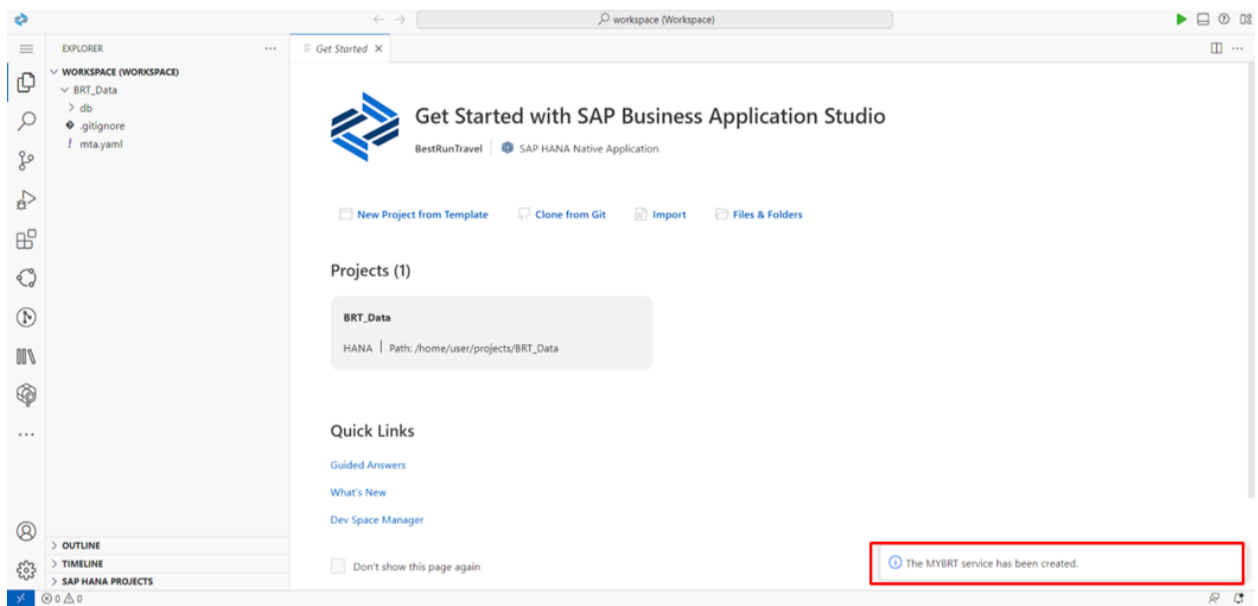 workspace (Workspace)
EXPLORER
Get Started
WORKSPACE (WORKSPACE)
BRT_Data
db
.gitignore
! mta.yaml
Get Started with SAP Business Application Studio
BestRunTravel
SAP HANA Native Application
New Project from Template
Clone from Git
Import
Files & Folders
Projects (1)
BRT_Data
HANA | Path: /home/user/projects/BRT_Data
Quick Links
Guided Answers
What's New
Dev Space Manager
Don't show this page again
The MYBRT service has been created.
OUTLINE
TIMELINE
SAP HANA PROJECTS
0 0